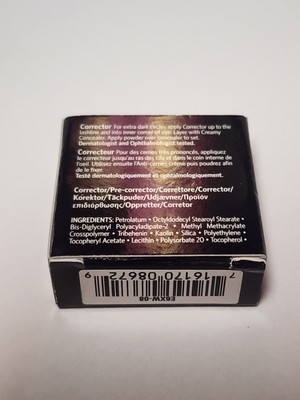 Corrector For extra dark circles, apply Corrector up to the
lashline and into inner corner of eye. Layer with Creamy
Concealer. Apply powder over concealer to set.
Dermatologist and Ophthalmologist tested.
Correcteur Pour des cernes très prononcés, appliquez
le correcteur jusqu'au ras des cils et dans le coin interne de
l'oeil. Utilisez ensuite l'Anti-cernes Crème puis poudrez afin
de le fixer.
Testé dermatologiquement et ophtalmologiquement.
Corrector/Pre-corrector/Correttore/Corrector/
Korektor/Täckpuder/Udjævner/Προϊόν
επιδιόρθωσης/Oppretter/Corretor
INGREDIENTS: Petrolatum • Octyldodecyl Stearoyl Stearate •
Bis-Diglyceryl Polyacyladipate-2 • Methyl Methacrylate
Crosspolymer • Tribehenin • Kaolin • Silica • Polyethylene •
Tocopheryl Acetate • Lecithin • Polysorbate 20 • Tocopherol
7 16170 08672 9
E6XW-08